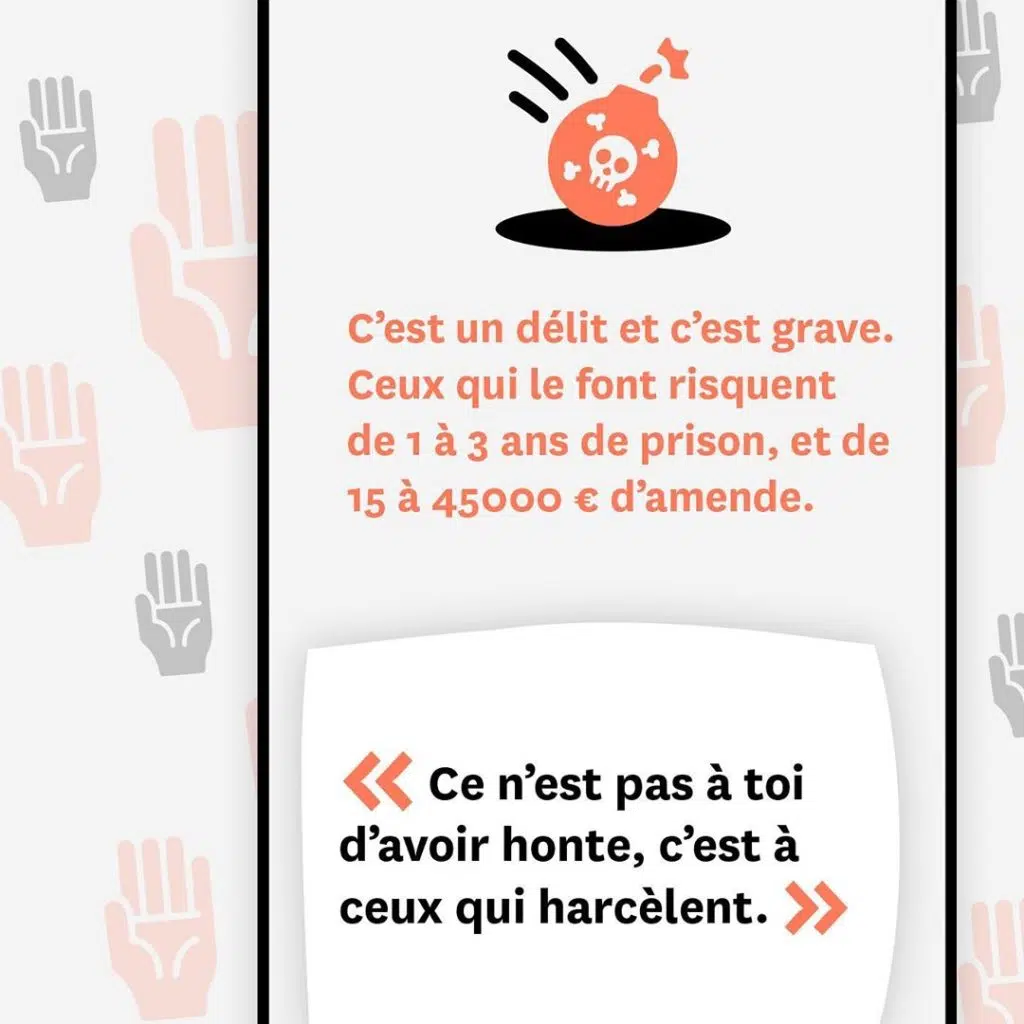 C’est un délit et c’est grave.
Ceux qui le font risquent
de 1 à 3 ans de prison, et de
15 à 45000 € d’amende.
« Ce n’est pas à toi
d’avoir honte, c’est à
ceux qui harcèlent. »